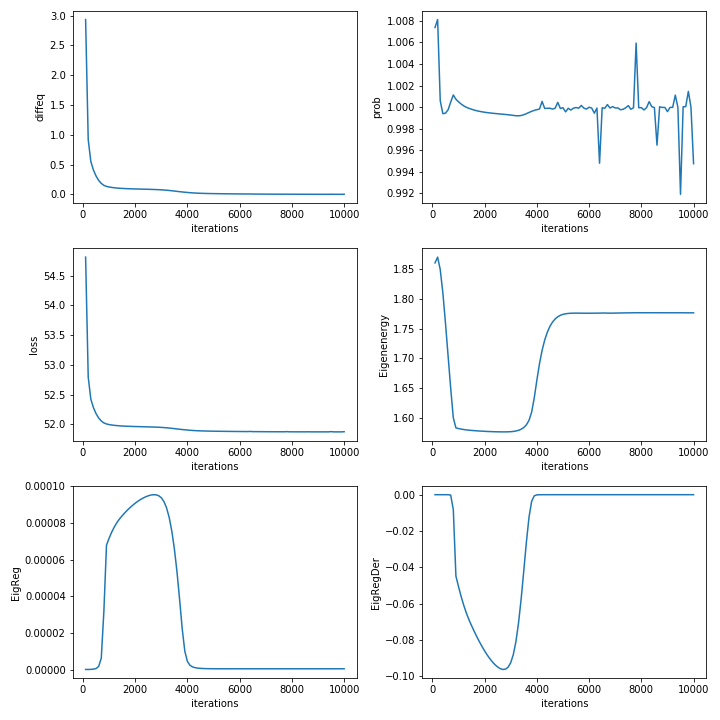 3.0
2.5
2.0
1.5
1.0
0.5
0.0
diffeq
0 2000 4000 6000 8000 10000
iterations
1.008
1.006
1.004
1.002
1.000
0.998
0.996
0.994
0.992
prob
0 2000 4000 6000 8000 10000
iterations
54.5
54.0
53.5
53.0
52.5
52.0
loss
0 2000 4000 6000 8000 10000
iterations
1.85
1.80
1.75
1.70
1.65
1.60
Eigenenergy
0 2000 4000 6000 8000 10000
iterations
0.00010
0.00008
0.00006
0.00004
0.00002
0.00000
EigReg
0 2000 4000 6000 8000 10000
iterations
0.00
−0.02
−0.04
−0.06
−0.08
−0.10
EigRegDer
0 2000 4000 6000 8000 10000
iterations